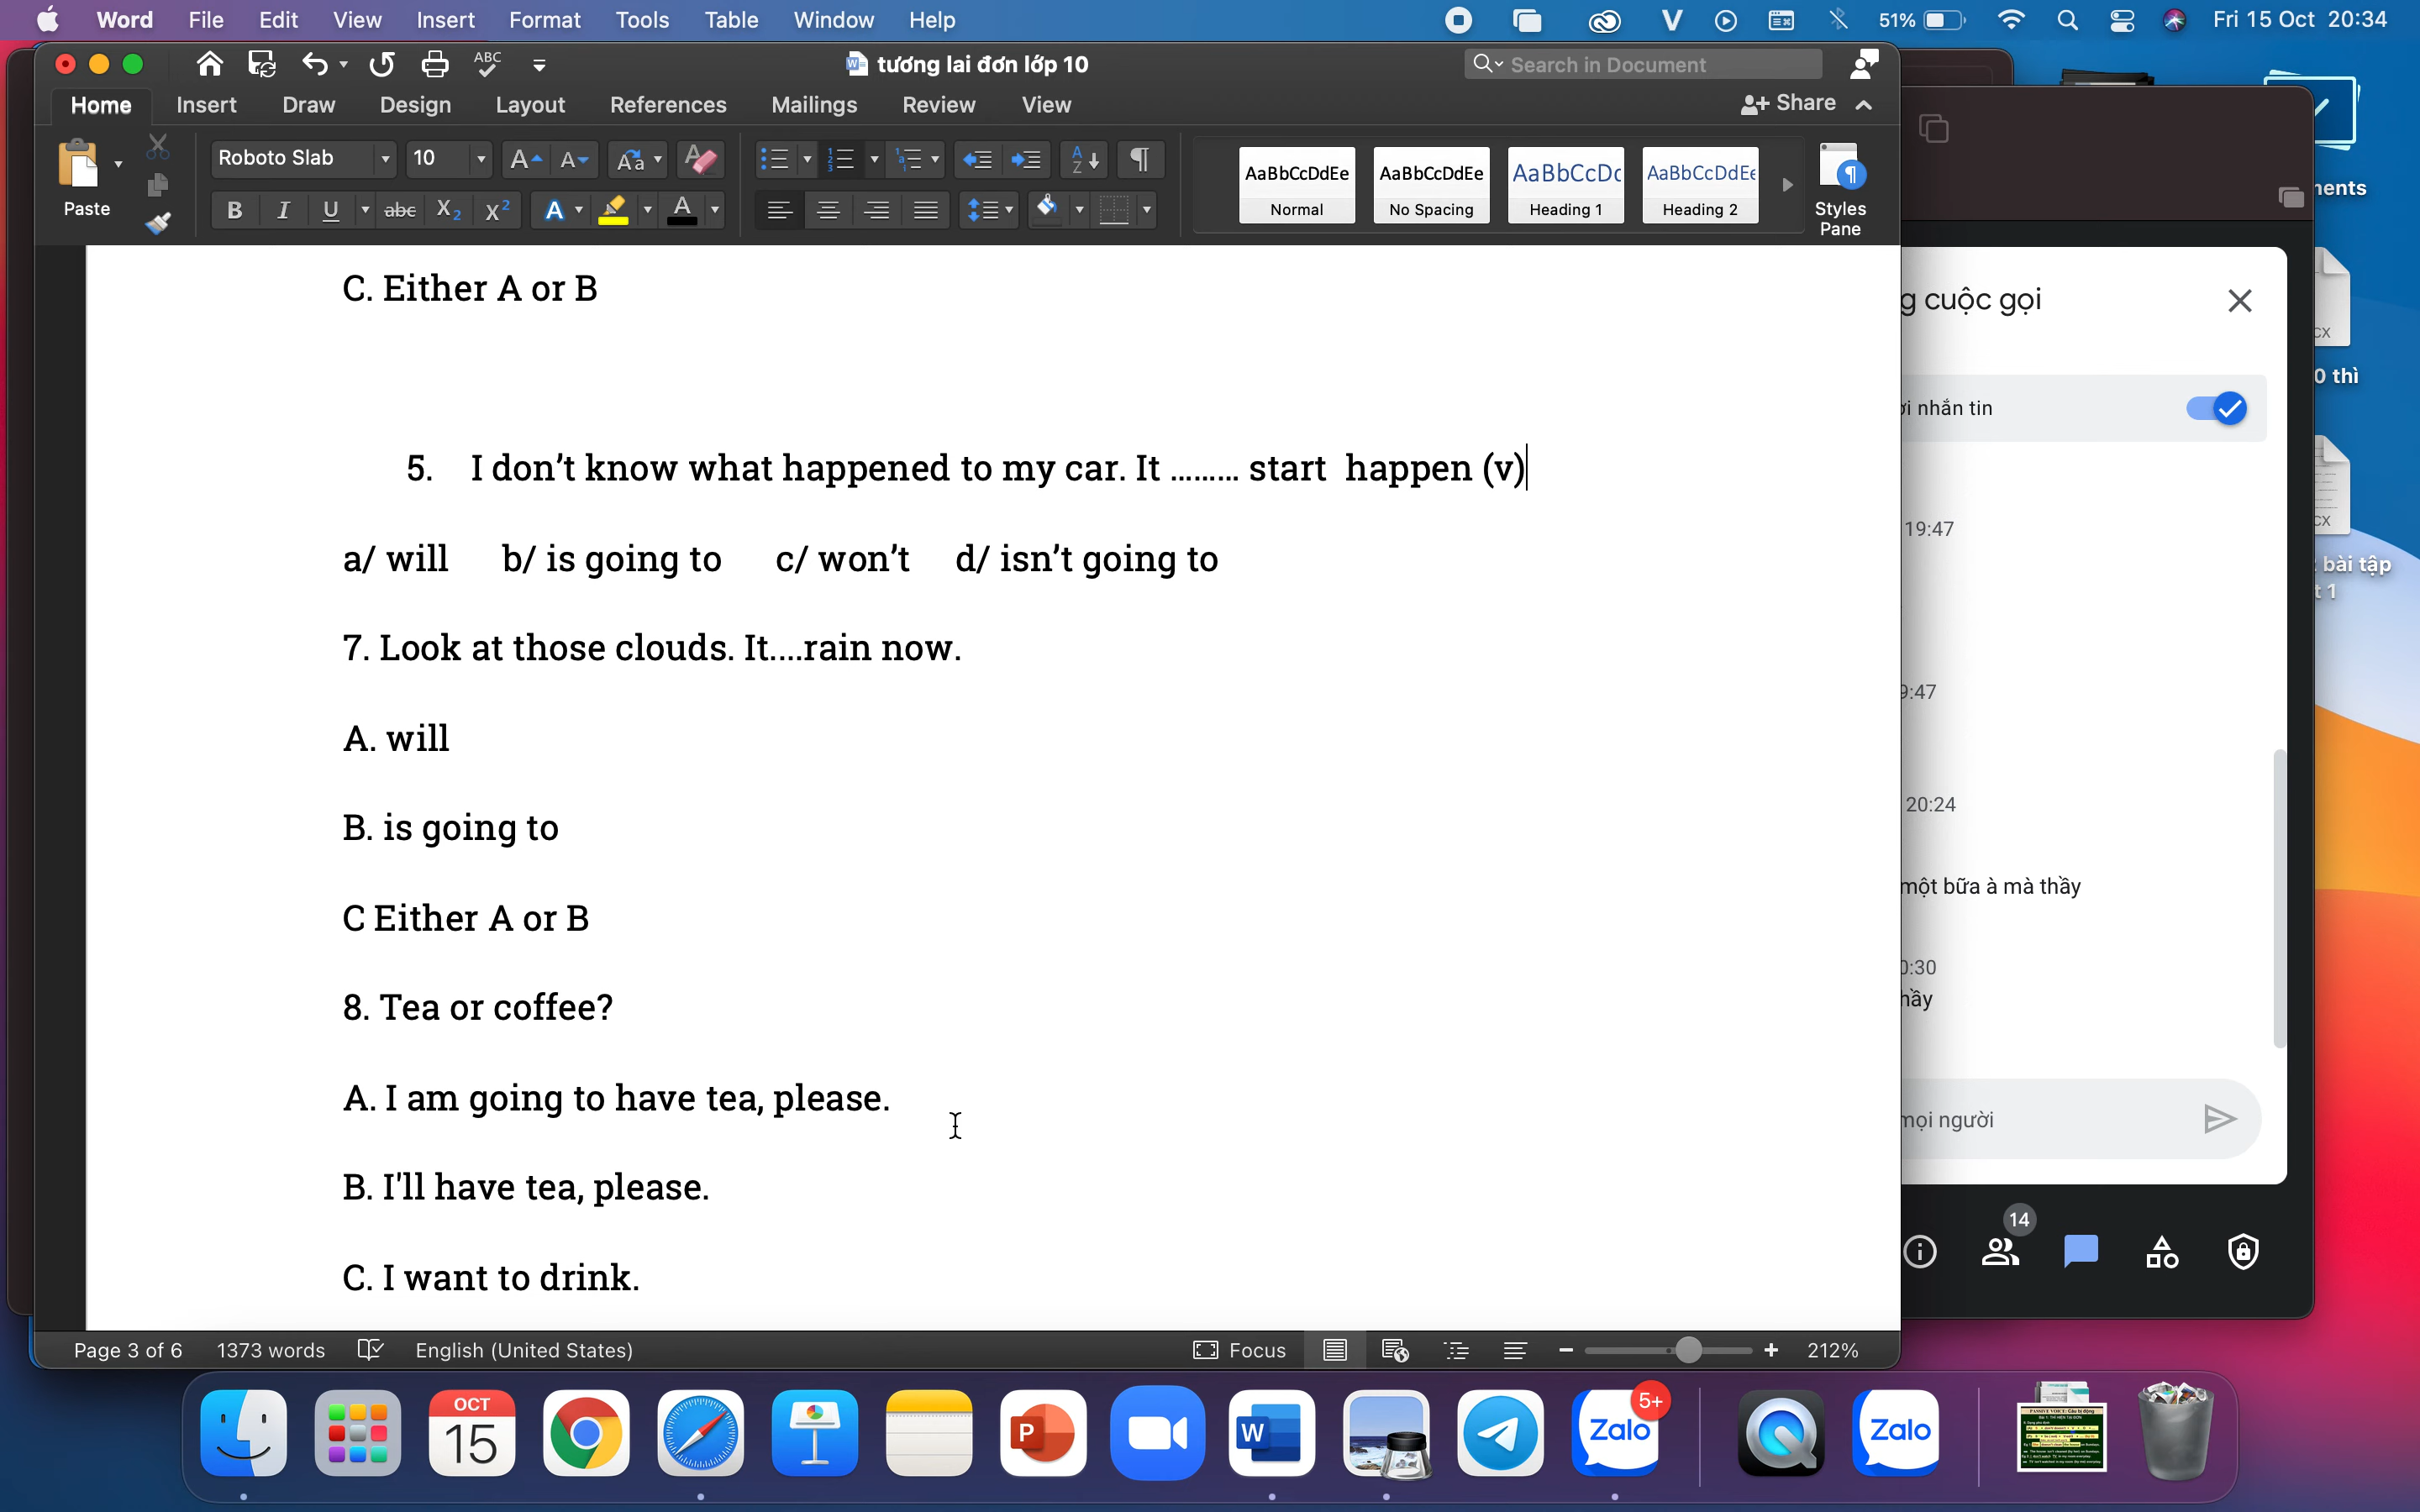 Word File Edit View Insert Format Tools Table Window Help 51% Fri 15 Oct 20:34
tương lai đơn lớp 10
Search in Document
Home Insert Draw Design Layout References Mailings Review View Share
Paste
Roboto Slab 10
AaBbCcDdEe AaBbCcDdEe AaBbCcDc AaBbCcDdEe
Normal No Spacing Heading 1 Heading 2
Styles Pane
C. Either A or B
5. I don’t know what happened to my car. It ......... start happen (v)
a/ will b/ is going to c/ won’t d/ isn’t going to
7. Look at those clouds. It....rain now.
A. will
B. is going to
C Either A or B
8. Tea or coffee?
A. I am going to have tea, please.
B. I'll have tea, please.
C. I want to drink.
g cuộc gọi
nhắn tin
19:47
9:47
20:24
một bữa à mà thầy
0:30
hầy
mọi người
14
ments
0 thì
bài tập
t 1
Page 3 of 6 1373 words English (United States) Focus 212%
OCT
15
P
W
Zalo
5+
Zalo